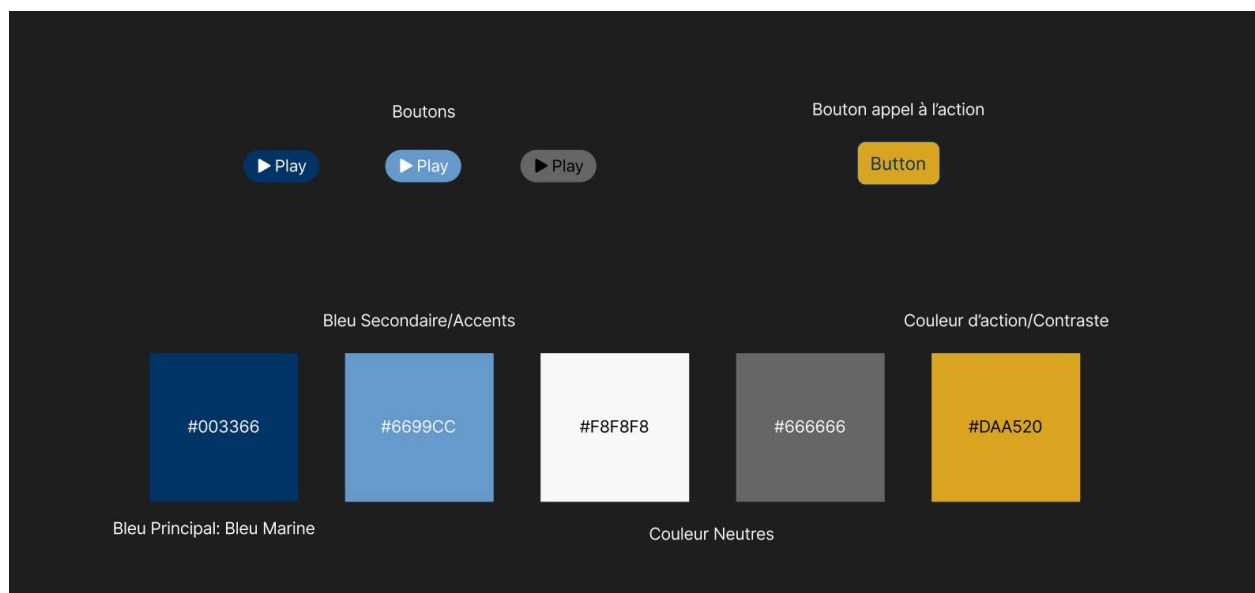 Boutons
Bouton appel à l’action
Play
Play
Play
Button
Bleu Secondaire/Accents
Couleur d’action/Contraste
#003366
#6699CC
#F8F8F8
#666666
#DAA520
Bleu Principal: Bleu Marine
Couleur Neutres